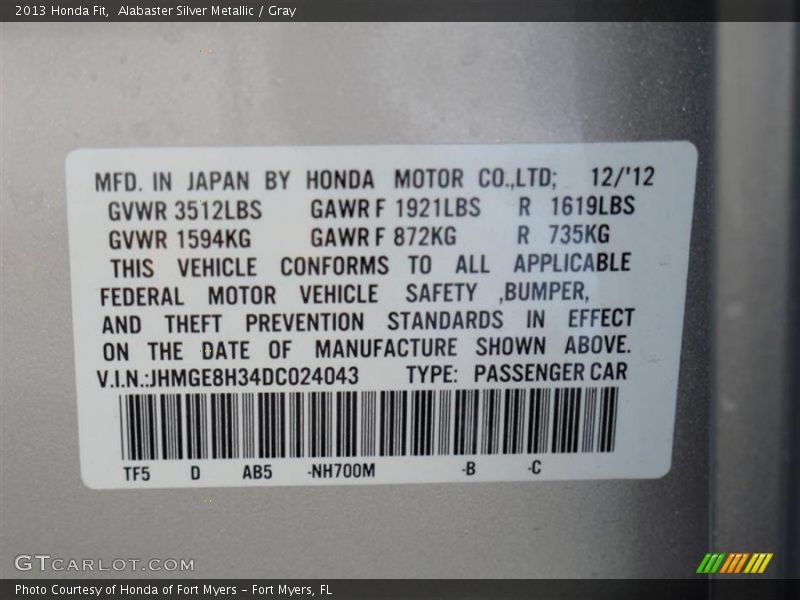 2013 Honda Fit,  Alabaster Silver Metallic / Gray
MFD. IN JAPAN BY HONDA MOTOR CO.,LTD; 12/'12
GVWR 3512LBS GAWR F 1921LBS R 1619LBS
GVWR 1594KG GAWR F 872KG R 735KG
THIS VEHICLE CONFORMS TO ALL APPLICABLE
FEDERAL MOTOR VEHICLE SAFETY ,BUMPER,
AND THEFT PREVENTION STANDARDS IN EFFECT
ON THE DATE OF MANUFACTURE SHOWN ABOVE.
V.I.N.:JHMGE8H34DC024043 TYPE: PASSENGER CAR
TF5 D AB5 -NH700M -B -C
GTCARLOT.COM
Photo Courtesy of Honda of Fort Myers – Fort Myers, FL